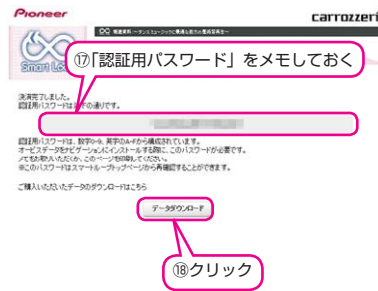 Pioneer
carrozzeri
Smart Lo
⑰「認証用パスワード」をメモしておく
決済完了しました。
認証用パスワードは以下の通りです。
認証用パスワードは、数字0~9、英字のA~Fから構成されています。
オービスデータをナビゲーションにインストールする際に、このパスワードが必要です。
メモをお取りいただくか、このページを印刷してください。
※このパスワードはスマートループトップページから再確認することができます。
ご購入いただいたデータのダウンロードはこちら
データダウンロード
⑱クリック